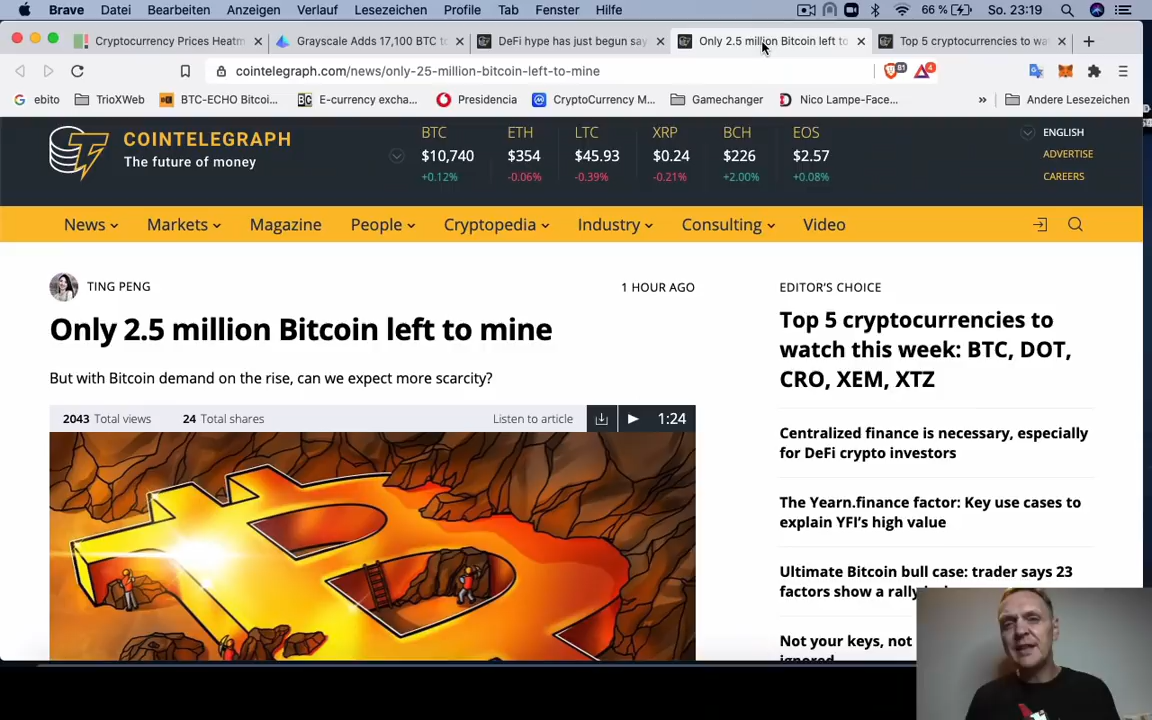 Brave Datei Bearbeiten Anzeigen Verlauf Lesezeichen Profile Tab Fenster Hilfe 66 % So. 23:19
Cryptocurrency Prices Heatm Grayscale Adds 17,100 BTC to DeFi hype has just begun say Only 2.5 million Bitcoin left to Top 5 cryptocurrencies to wa
cointelegraph.com/news/only-25-million-bitcoin-left-to-mine 81 4
ebito TrioXWeb BTC-ECHO Bitcoi... E-currency excha... Presidencia CryptoCurrency M... Gamechanger Nico Lampe-Face... » Andere Lesezeichen
COINTELEGRAPH
The future of money
BTC ETH LTC XRP BCH EOS
$10,740 $354 $45.93 $0.24 $226 $2.57
+0.12% -0.06% -0.39% -0.21% +2.00% +0.08%
ENGLISH
ADVERTISE
CAREERS
News Markets Magazine People Cryptopedia Industry Consulting Video
TING PENG 1 HOUR AGO
Only 2.5 million Bitcoin left to mine
But with Bitcoin demand on the rise, can we expect more scarcity?
2043 Total views 24 Total shares Listen to article 1:24
EDITOR'S CHOICE
Top 5 cryptocurrencies to
watch this week: BTC, DOT,
CRO, XEM, XTZ
Centralized finance is necessary, especially
for DeFi crypto investors
The Yearn.finance factor: Key use cases to
explain YFI's high value
Ultimate Bitcoin bull case: trader says 23
factors show a rally
Not your keys, not